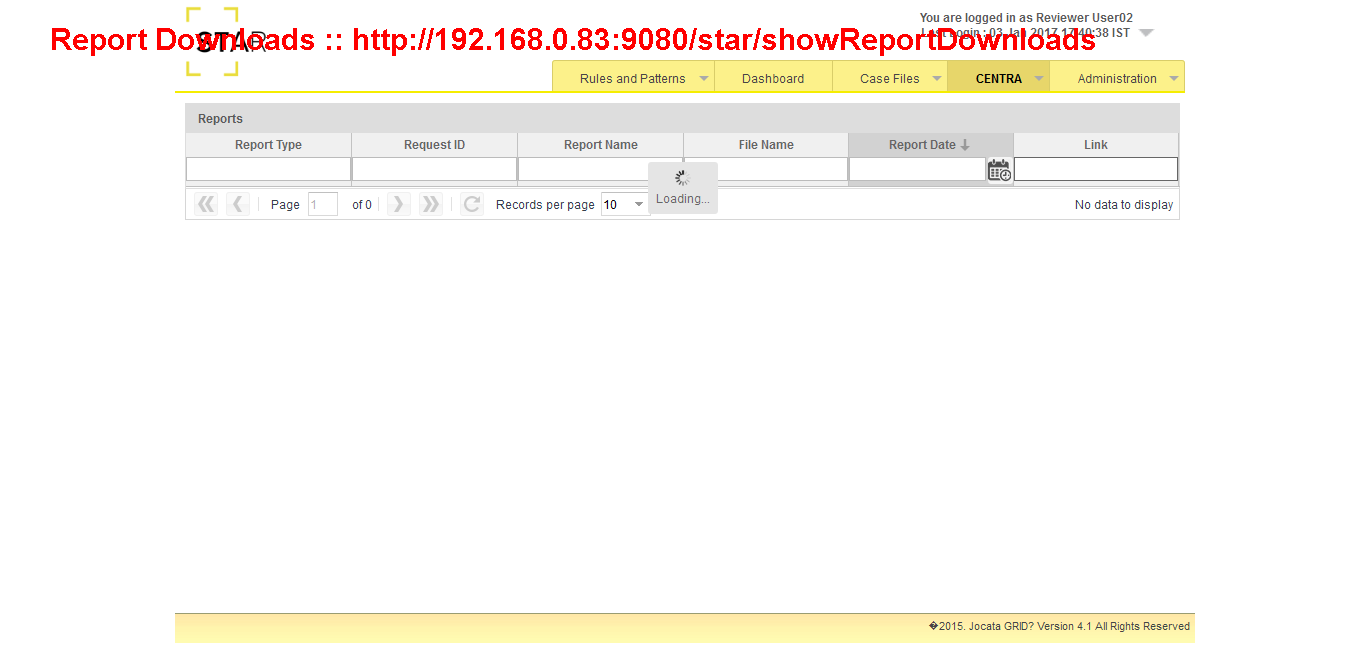 You are logged in as Reviewer User02
Report Downloads :: http://192.168.0.83:9080/star/showReportDownloads
STAR
Last Login : 03 Jan 2017 17:40:38 IST
Rules and Patterns Dashboard Case Files CENTRA Administration
Reports
Report Type Request ID Report Name File Name Report Date Link
Loading...
Page 1 of 0 Records per page 10 No data to display
�2015. Jocata GRID? Version 4.1 All Rights Reserved